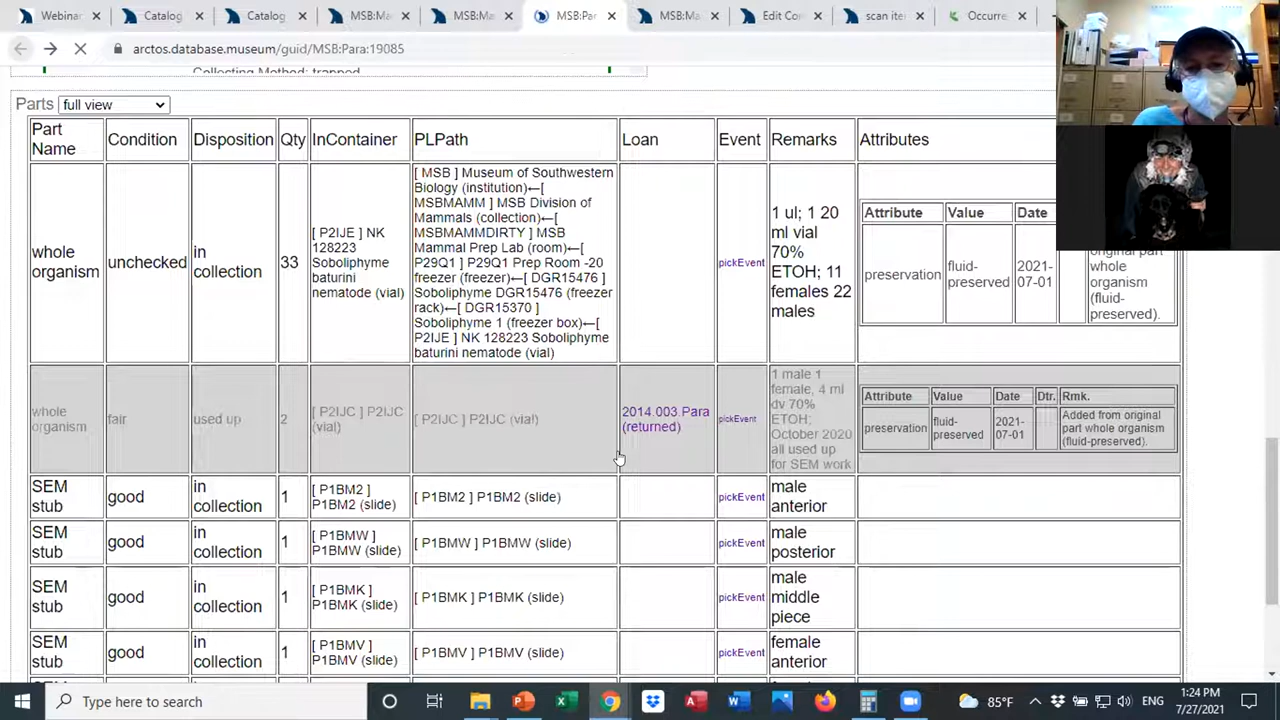 Webinar
Catalog
Catalog
MSB:Ma
MSB:Ma
MSB:Par
MSB:Ma
Edit Con
scan iter
Occurre
arctos.database.museum/guid/MSB:Para:19085
Collecting Method: trapped
Parts full view
Part Name
Condition
Disposition
Qty
InContainer
PLPath
Loan
Event
Remarks
Attributes
whole organism
unchecked
in collection
33
[ P2IJE ] NK
128223
Soboliphyme
baturini
nematode (vial)
[ MSB ] Museum of Southwestern
Biology (institution)←[
MSBMAMM ] MSB Division of
Mammals (collection)←[
MSBMAMMDIRTY ] MSB
Mammal Prep Lab (room)←[
P29Q1 ] P29Q1 Prep Room -20
freezer (freezer)←[ DGR15476 ]
Soboliphyme DGR15476 (freezer
rack)←[ DGR15370 ]
Soboliphyme 1 (freezer box)←[
P2IJE ] NK 128223 Soboliphyme
baturini nematode (vial)
pickEvent
1 ul; 1 20
ml vial
70%
ETOH; 11
females 22
males
Attribute
Value
Date
preservation
fluid-
preserved
2021-
07-01
original part
whole
organism
(fluid-
preserved).
whole
organism
fair
used up
2
[ P2IJC ] P2IJC
(vial)
[ P2IJC ] P2IJC (vial)
2014.003.Para
(returned)
pickEvent
1 male 1
female, 4 ml
dv 70%
ETOH;
October 2020
all used up
for SEM work
Attribute
Value
Date
Dtr.
Rmk.
preservation
fluid-
preserved
2021-
07-01
Added from original
part whole organism
(fluid-preserved).
SEM
stub
good
in
collection
1
[ P1BM2 ]
P1BM2 (slide)
[ P1BM2 ] P1BM2 (slide)
pickEvent
male
anterior
SEM
stub
good
in
collection
1
[ P1BMW ]
P1BMW (slide)
[ P1BMW ] P1BMW (slide)
pickEvent
male
posterior
SEM
stub
good
in
collection
1
[ P1BMK ]
P1BMK (slide)
[ P1BMK ] P1BMK (slide)
pickEvent
male
middle
piece
SEM
stub
good
in
collection
1
[ P1BMV ]
P1BMV (slide)
[ P1BMV ] P1BMV (slide)
pickEvent
female
anterior
Type here to search
85°F
ENG
1:24 PM
7/27/2021